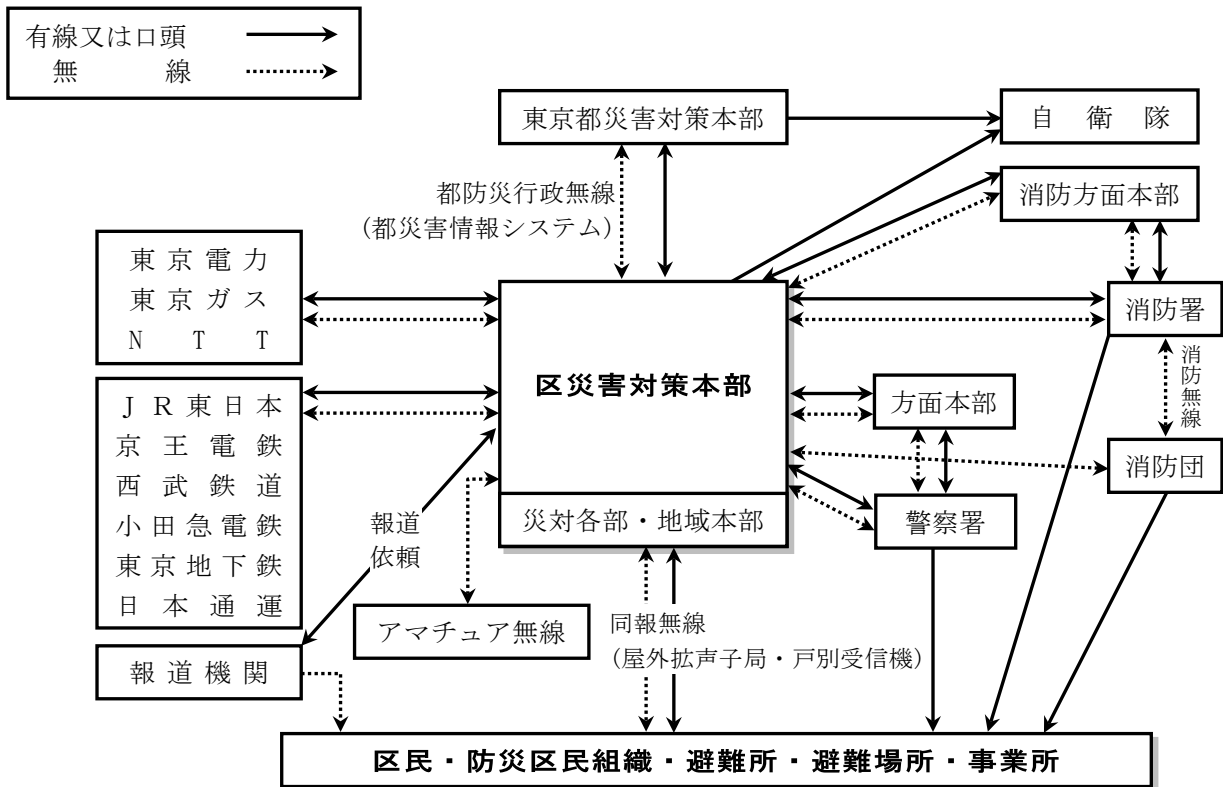 有線又は口頭
無線
東京都災害対策本部
自衛隊
都防災行政無線
（都災害情報システム）
消防方面本部
東京電力
東京ガス
ＮＴＴ
消防署
区災害対策本部
消防無線
ＪＲ東日本
京王電鉄
西武鉄道
小田急電鉄
東京地下鉄
日本通運
方面本部
消防団
災対各部・地域本部
警察署
報道
依頼
アマチュア無線
同報無線
（屋外拡声子局・戸別受信機）
報道機関
区民・防災区民組織・避難所・避難場所・事業所